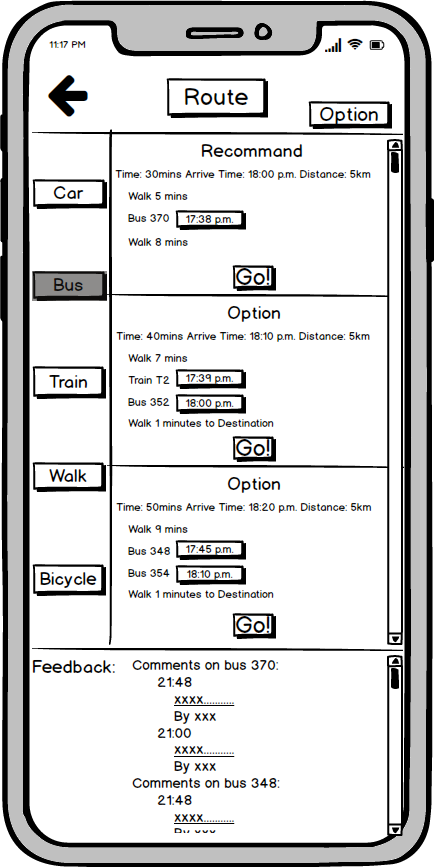 11:17 PM
Route
Option
Car
Bus
Train
Walk
Bicycle
Recommand
Time: 30mins Arrive Time: 18:00 p.m. Distance: 5km
Walk 5 mins
Bus 370 17:38 p.m.
Walk 8 mins
Go!
Option
Time: 40mins Arrive Time: 18:10 p.m. Distance: 5km
Walk 7 mins
Train T2 17:39 p.m.
Bus 352 18:00 p.m.
Walk 1 minutes to Destination
Go!
Option
Time: 50mins Arrive Time: 18:20 p.m. Distance: 5km
Walk 9 mins
Bus 348 17:45 p.m.
Bus 354 18:10 p.m.
Walk 1 minutes to Destination
Go!
Feedback:
Comments on bus 370:
21:48
xxxx...........
By xxx
21:00
xxxx...........
By xxx
Comments on bus 348:
21:48
xxxx...........
By xxx